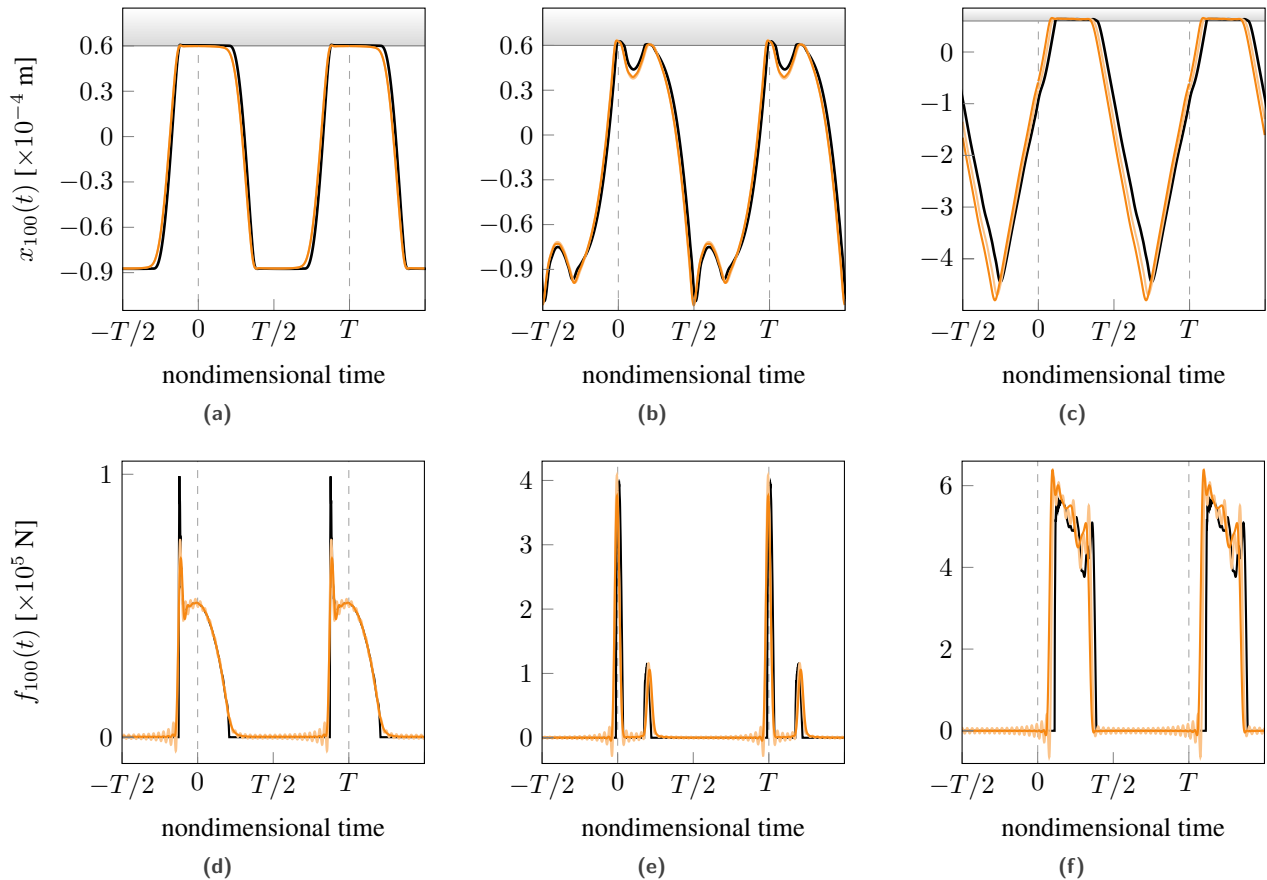 x₁₀₀(t) [×10⁻⁴ m]
0.6
0.3
0
−0.3
−0.6
−0.9
−T/2 0 T/2 T
nondimensional time
(a)
0.6
0.3
0
−0.3
−0.6
−0.9
−T/2 0 T/2 T
nondimensional time
(b)
0
−1
−2
−3
−4
−T/2 0 T/2 T
nondimensional time
(c)
f₁₀₀(t) [×10⁵ N]
1
0
−T/2 0 T/2 T
nondimensional time
(d)
4
3
2
1
0
−T/2 0 T/2 T
nondimensional time
(e)
6
4
2
0
−T/2 0 T/2 T
nondimensional time
(f)